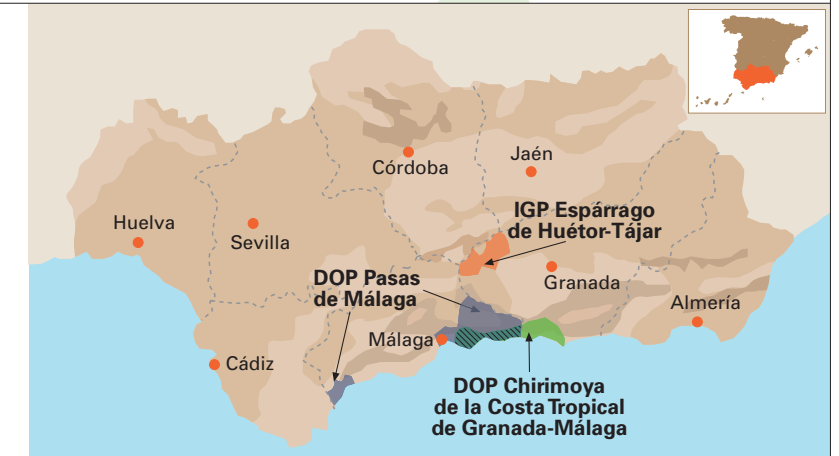 Córdoba
Jaén
IGP Espárrago
de Huétor-Tájar
Huelva
Sevilla
DOP Pasas
de Málaga
Granada
Almería
Málaga
Cádiz
DOP Chirimoya
de la Costa Tropical
de Granada-Málaga